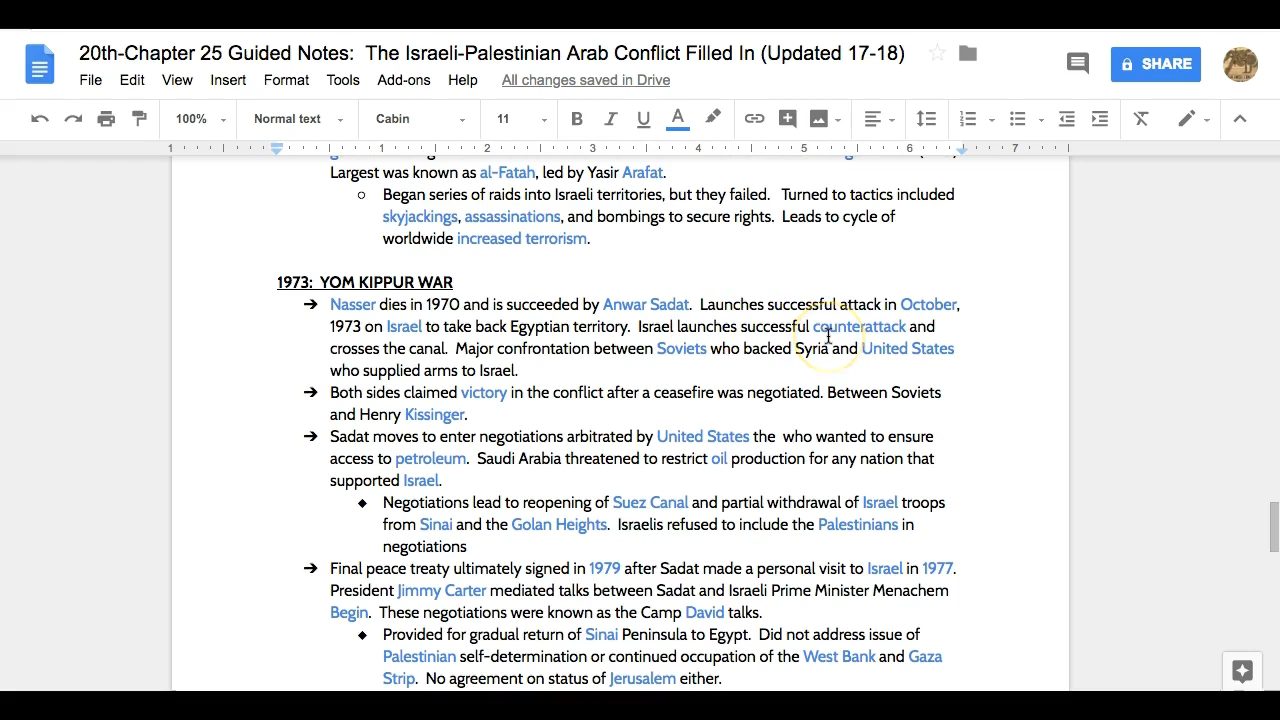 20th-Chapter 25 Guided Notes:  The Israeli-Palestinian Arab Conflict Filled In (Updated 17-18)
File Edit View Insert Format Tools Add-ons Help All changes saved in Drive
SHARE
100% Normal text Cabin 11
1 1 2 3 4 5 6 7
Largest was known as al-Fatah, led by Yasir Arafat.
Began series of raids into Israeli territories, but they failed.  Turned to tactics included
skyjackings, assassinations, and bombings to secure rights.  Leads to cycle of
worldwide increased terrorism.
1973:  YOM KIPPUR WAR
Nasser dies in 1970 and is succeeded by Anwar Sadat.  Launches successful attack in October,
1973 on Israel to take back Egyptian territory.  Israel launches successful counterattack and
crosses the canal.  Major confrontation between Soviets who backed Syria and United States
who supplied arms to Israel.
Both sides claimed victory in the conflict after a ceasefire was negotiated. Between Soviets
and Henry Kissinger.
Sadat moves to enter negotiations arbitrated by United States the  who wanted to ensure
access to petroleum.  Saudi Arabia threatened to restrict oil production for any nation that
supported Israel.
Negotiations lead to reopening of Suez Canal and partial withdrawal of Israel troops
from Sinai and the Golan Heights.  Israelis refused to include the Palestinians in
negotiations
Final peace treaty ultimately signed in 1979 after Sadat made a personal visit to Israel in 1977.
President Jimmy Carter mediated talks between Sadat and Israeli Prime Minister Menachem
Begin.  These negotiations were known as the Camp David talks.
Provided for gradual return of Sinai Peninsula to Egypt.  Did not address issue of
Palestinian self-determination or continued occupation of the West Bank and Gaza
Strip.  No agreement on status of Jerusalem either.